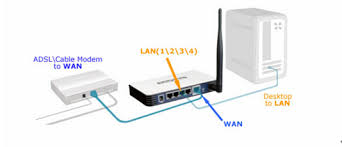 LAN(1\2\3\4)
ADSL\Cable Modem
to WAN
Desktop
to LAN
WAN